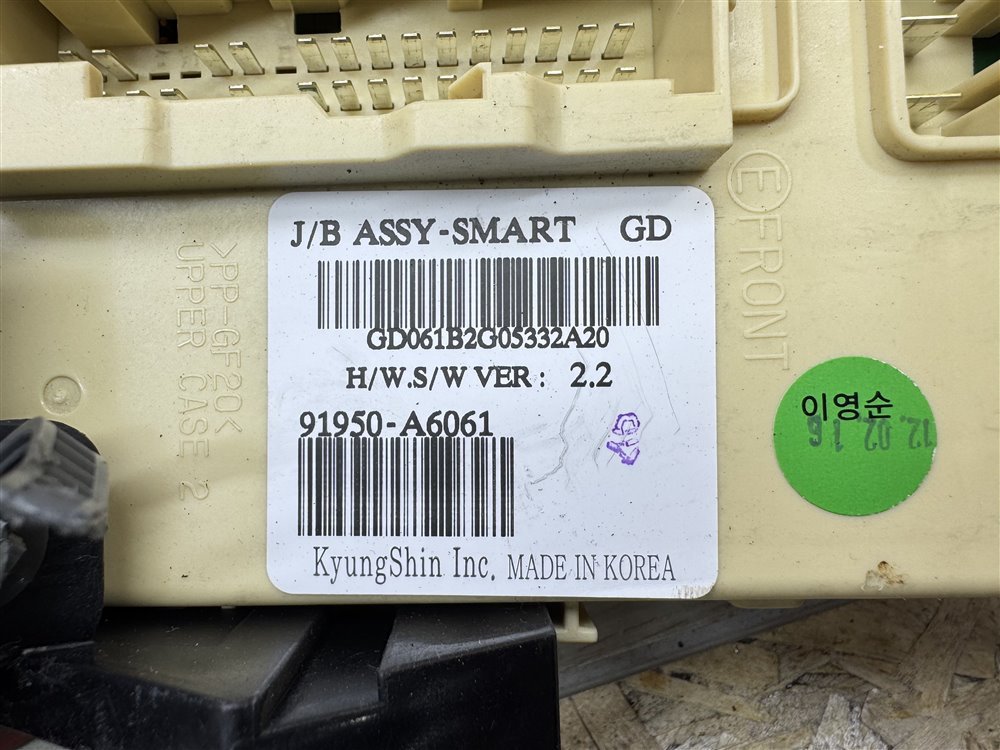 J/B ASSY-SMART GD
GD061B2G05332A20
H/W.S/W VER : 2.2
91950-A6061
KyungShin Inc. MADE IN KOREA
>PP-GF20K
UPPER CASE 2
E FRONT
이영순
12.02.16